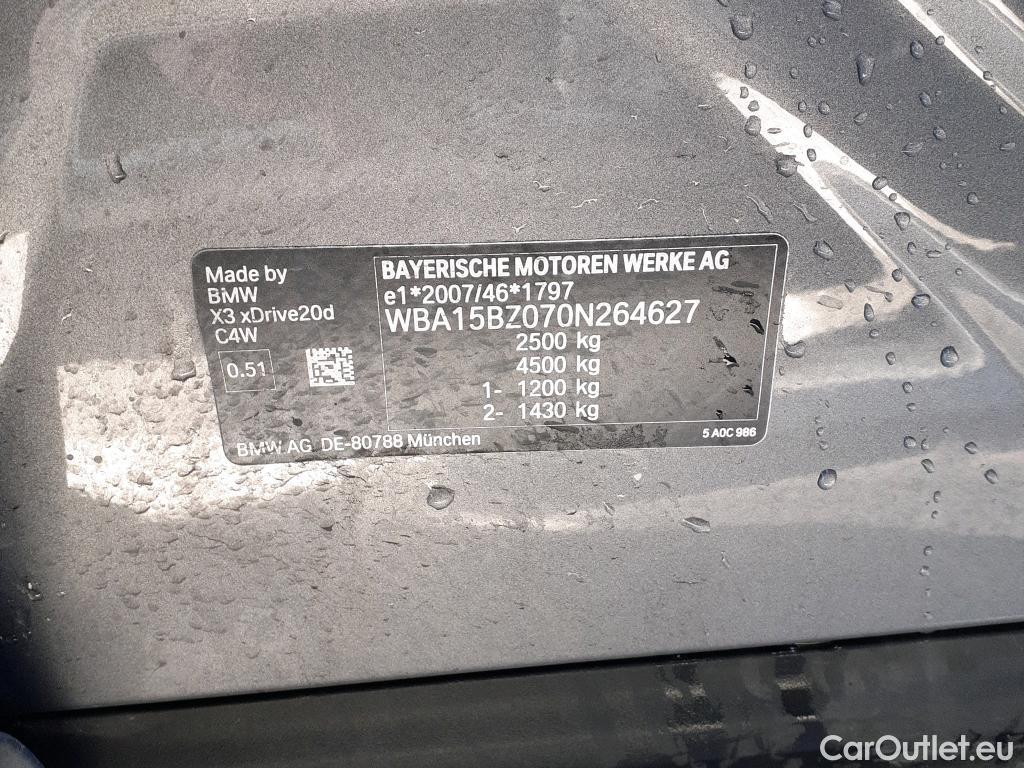 Made by
BMW
X3 xDrive20d
C4W
0.51
BAYERISCHE MOTOREN WERKE AG
e1*2007/46*1797
WBA15BZ070N264627
2500 kg
4500 kg
1- 1200 kg
2- 1430 kg
BMW AG DE-80788 München
5 A0C 986
CarOutlet.eu